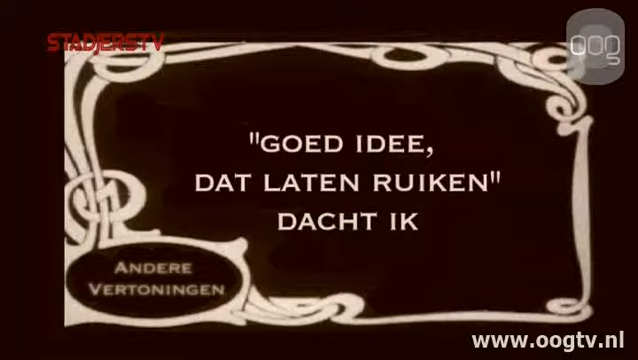 STADJERSTV
oog
"GOED IDEE,
DAT LATEN RUIKEN"
DACHT IK
ANDERE
VERTONINGEN
www.oogtv.nl